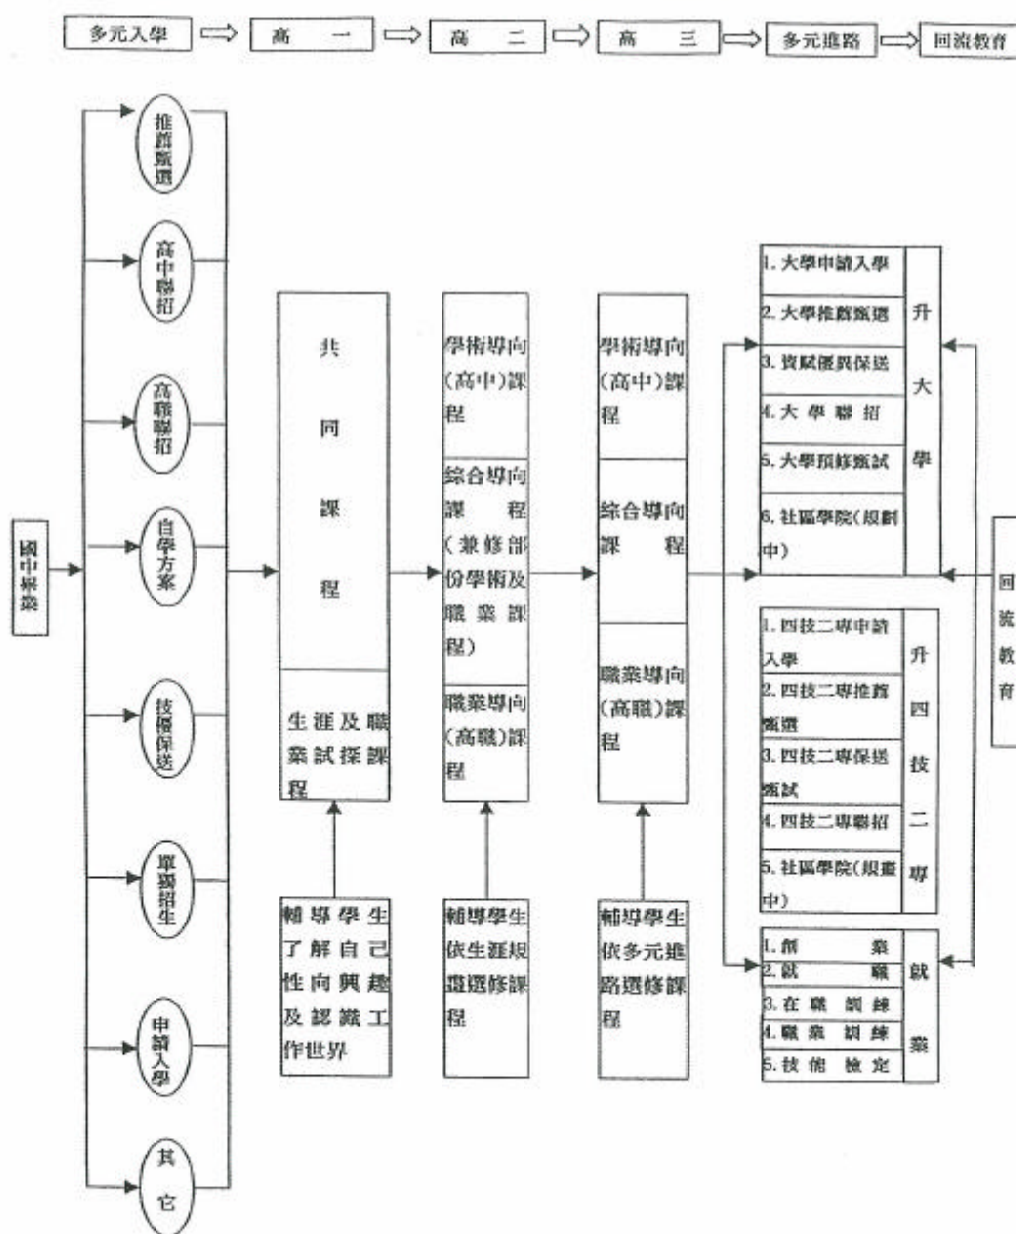 多元入學
高 一
高 二
高 三
多元進路
回流教育
國中畢業
推薦甄選
高中聯招
高職聯招
自學方案
技優保送
單獨招生
申請入學
其它
共同課程
生涯及職
業試探課
程
輔導學生
了解自己
性向興趣
及認識工
作世界
學術導向
(高中)課
程
綜合導向
課 程
(兼修部
份學術及
職業課
程)
職業導向
(高職)課
程
輔導學生
依生涯規
選修課
程
學術導向
(高中)課
程
綜合導向
課 程
職業導向
(高職)課
程
輔導學生
依多元進
路選修課
程
1.大學申請入學
2.大學推薦甄選
3.資賦優異保送
4.大學聯招
5.大學預修甄試
6.社區學院(規劃
中)
升大學
1.四技二專申請
入學
2.四技二專推薦
甄選
3.四技二專保送
甄試
4.四技二專聯招
5.社區學院(規畫
中)
升四技二專
1.創 業
2.就 職
3.在職訓練
4.職業訓練
5.技能檢定
就業
回流教育